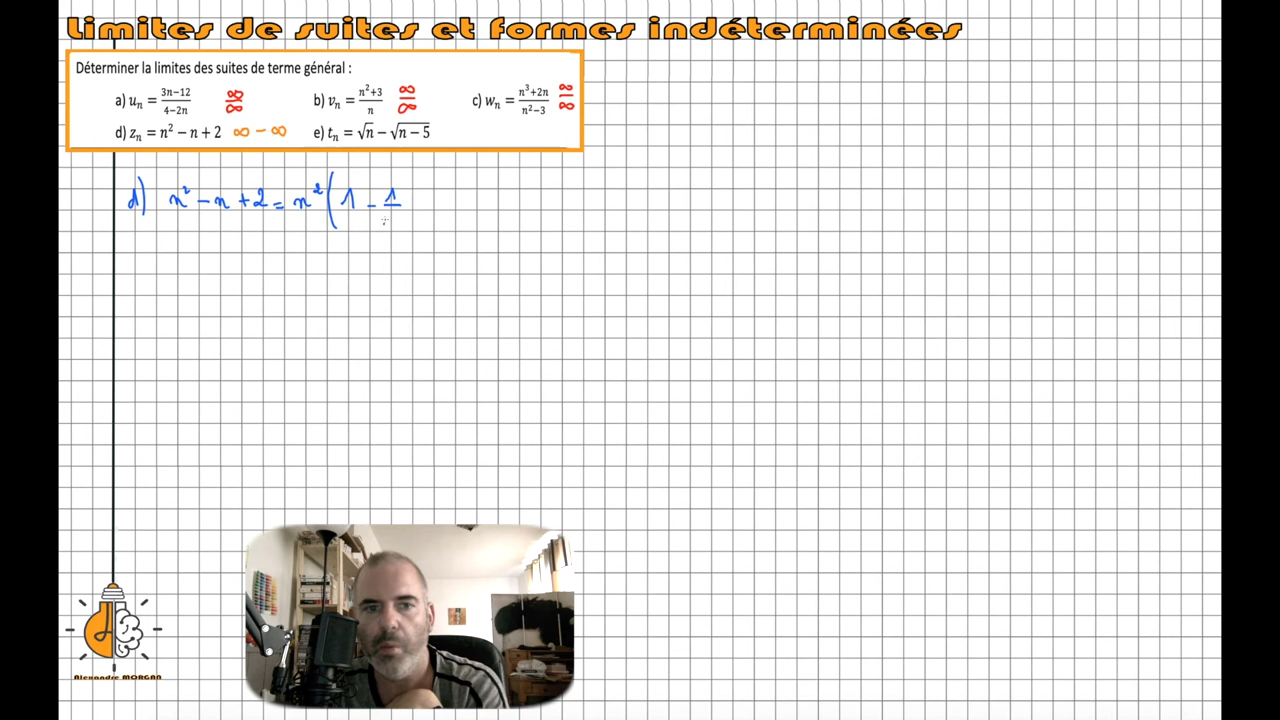 Limites de suites et formes indéterminées
Déterminer la limites des suites de terme général :
a) uₙ = (3n−12)/(4−2n) ∞/∞ b) vₙ = (n²+3)/n ∞/∞ c) wₙ = (n³+2n)/(n²−3) ∞/∞
d) zₙ = n² − n + 2 ∞ − ∞ e) tₙ = √n − √(n − 5)
d) n² − n + 2 = n² ( 1 − 1/
Alexandre MORGAN